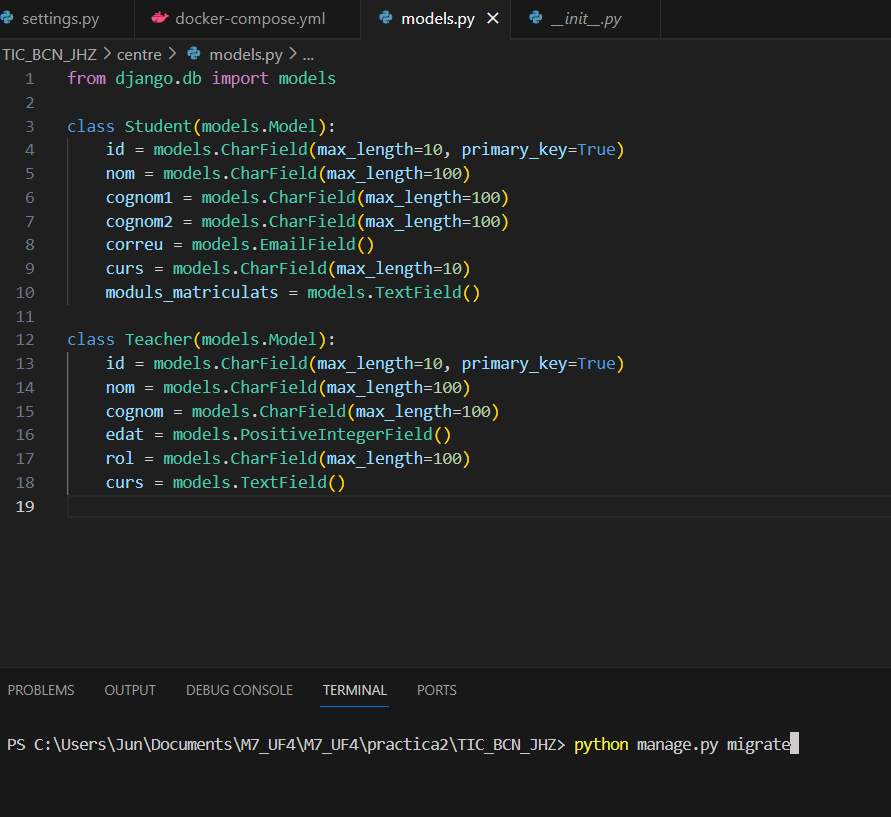 settings.py docker-compose.yml models.py __init__.py
TIC_BCN_JHZ > centre > models.py > ...
1 from django.db import models
2
3 class Student(models.Model):
4 id = models.CharField(max_length=10, primary_key=True)
5 nom = models.CharField(max_length=100)
6 cognom1 = models.CharField(max_length=100)
7 cognom2 = models.CharField(max_length=100)
8 correu = models.EmailField()
9 curs = models.CharField(max_length=10)
10 moduls_matriculats = models.TextField()
11
12 class Teacher(models.Model):
13 id = models.CharField(max_length=10, primary_key=True)
14 nom = models.CharField(max_length=100)
15 cognom = models.CharField(max_length=100)
16 edat = models.PositiveIntegerField()
17 rol = models.CharField(max_length=100)
18 curs = models.TextField()
19
PROBLEMS OUTPUT DEBUG CONSOLE TERMINAL PORTS
PS C:\Users\Jun\Documents\M7_UF4\M7_UF4\practica2\TIC_BCN_JHZ> python manage.py migrate